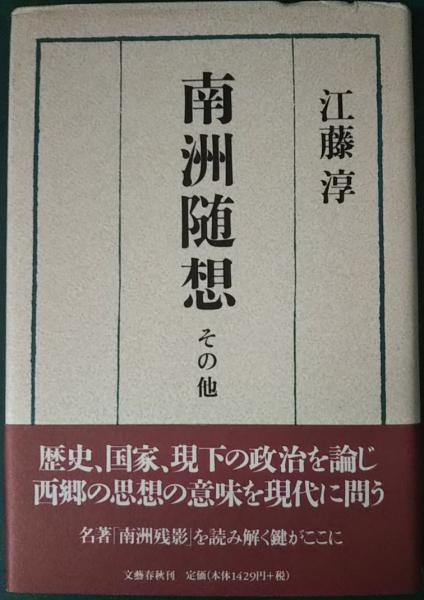 江藤淳
南洲随想
その他
歴史、国家、現下の政治を論じ
西郷の思想の意味を現代に問う
名著「南洲残影」を読み解く鍵がここに
文藝春秋刊 定価(本体1429円+税)